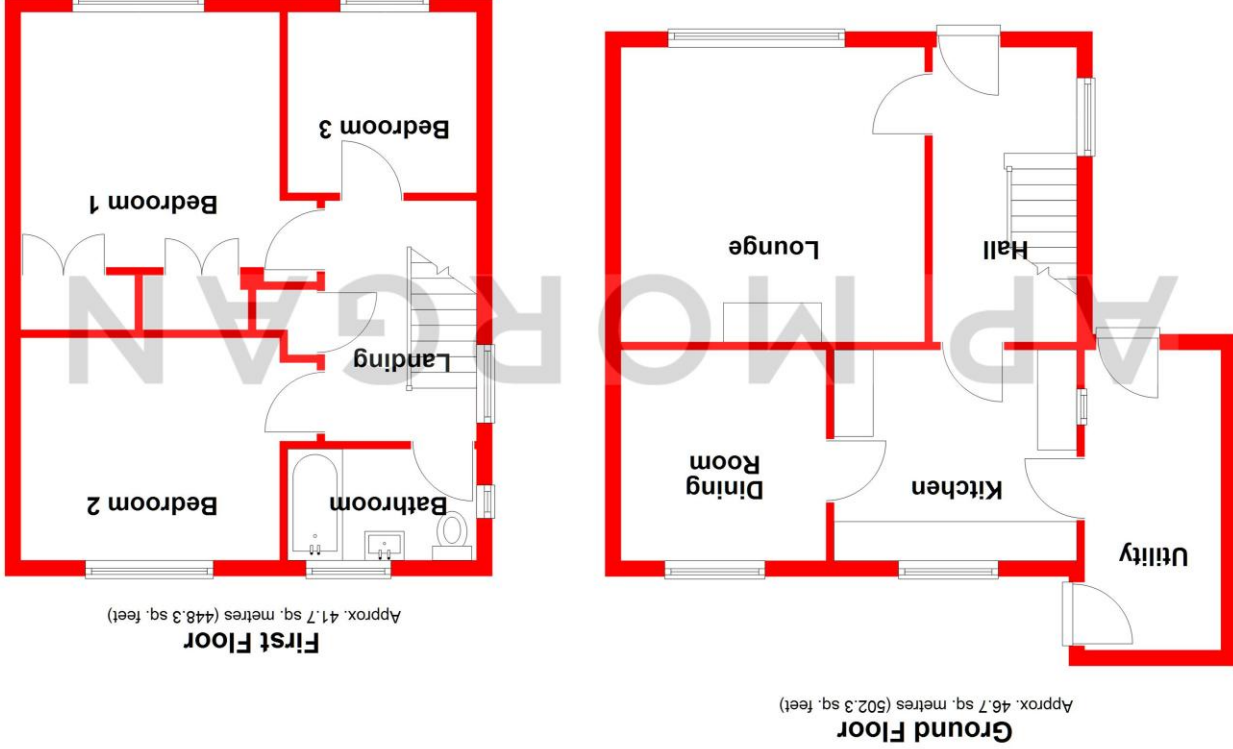 Ground Floor
Approx. 46.7 sq. metres (502.3 sq. feet)
Utility
Kitchen
Dining
Room
Hall
Lounge
First Floor
Approx. 41.7 sq. metres (448.3 sq. feet)
Bathroom
Bedroom 2
Landing
Bedroom 1
Bedroom 3
AP MORGAN